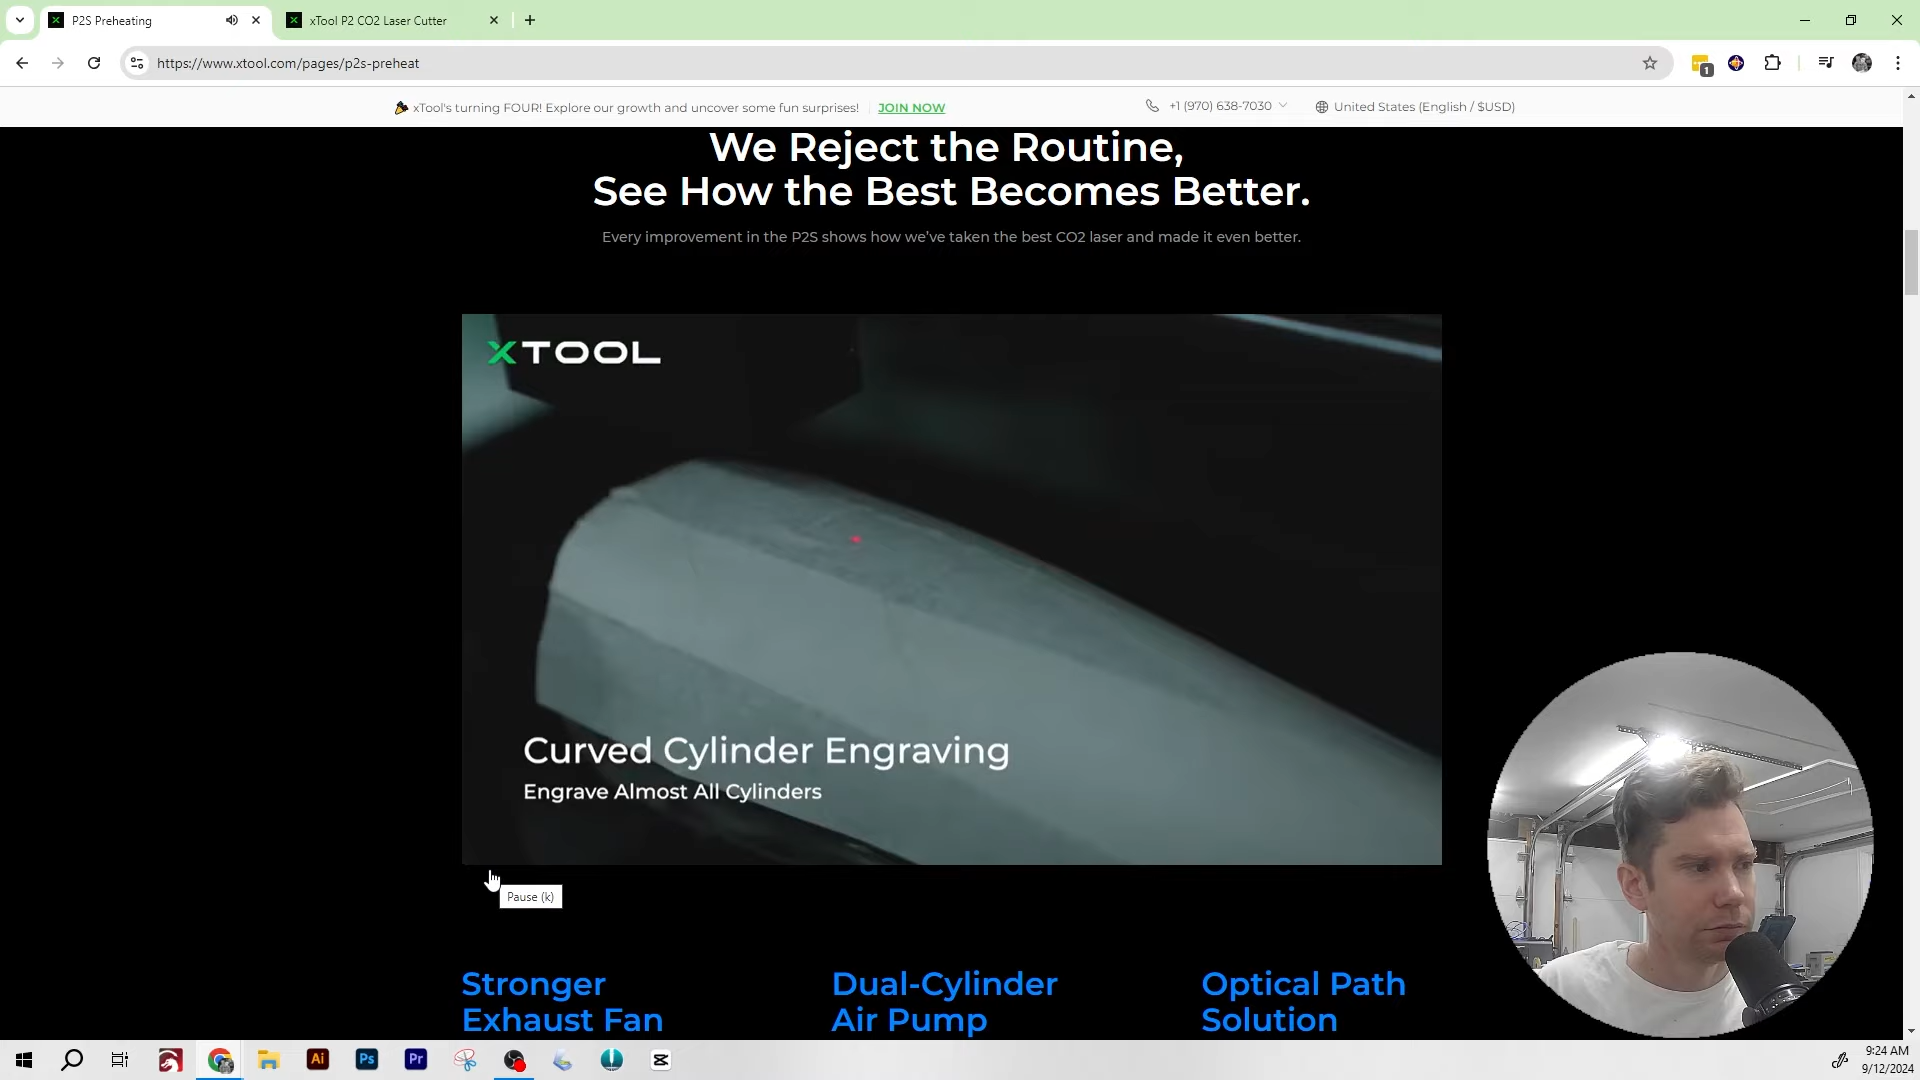 P2S Preheating
xTool P2 CO2 Laser Cutter
https://www.xtool.com/pages/p2s-preheat
1
xTool's turning FOUR! Explore our growth and uncover some fun surprises! JOIN NOW
+1 (970) 638-7030
United States (English / $USD)
We Reject the Routine,
See How the Best Becomes Better.
Every improvement in the P2S shows how we've taken the best CO2 laser and made it even better.
XTOOL
Curved Cylinder Engraving
Engrave Almost All Cylinders
Pause (k)
Stronger
Exhaust Fan
Dual-Cylinder
Air Pump
Optical Path
Solution
Ai
Ps
Pr
9:24 AM
9/12/2024